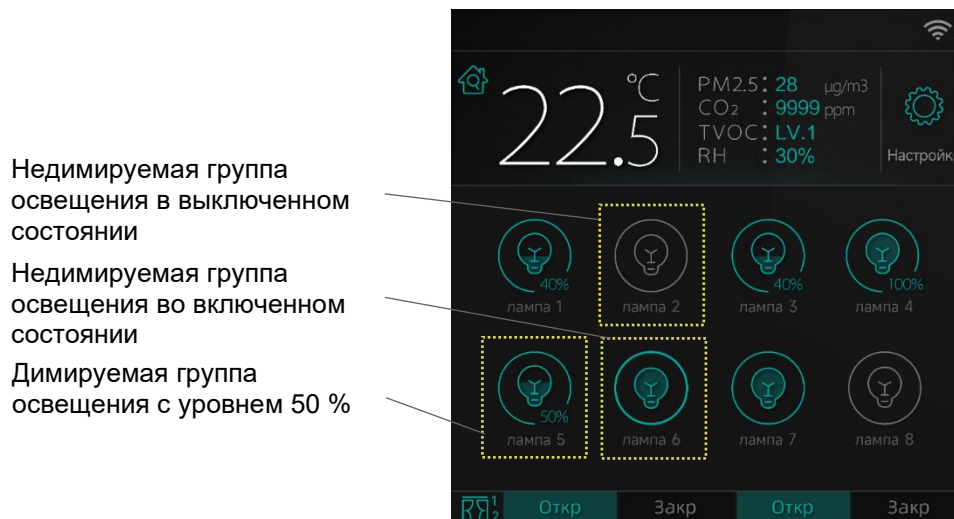 Недимируемая группа
освещения в выключенном
состоянии
Недимируемая группа
освещения во включенном
состоянии
Димируемая группа
освещения с уровнем 50 %
22.5 °C
PM2.5: 28 μg/m3
CO₂ : 9999 ppm
TVOC: LV.1
RH : 30%
Настройк
40%
40%
100%
лампа 1
лампа 2
лампа 3
лампа 4
50%
лампа 5
лампа 6
лампа 7
лампа 8
1
2
Откр
Закр
Откр
Закр